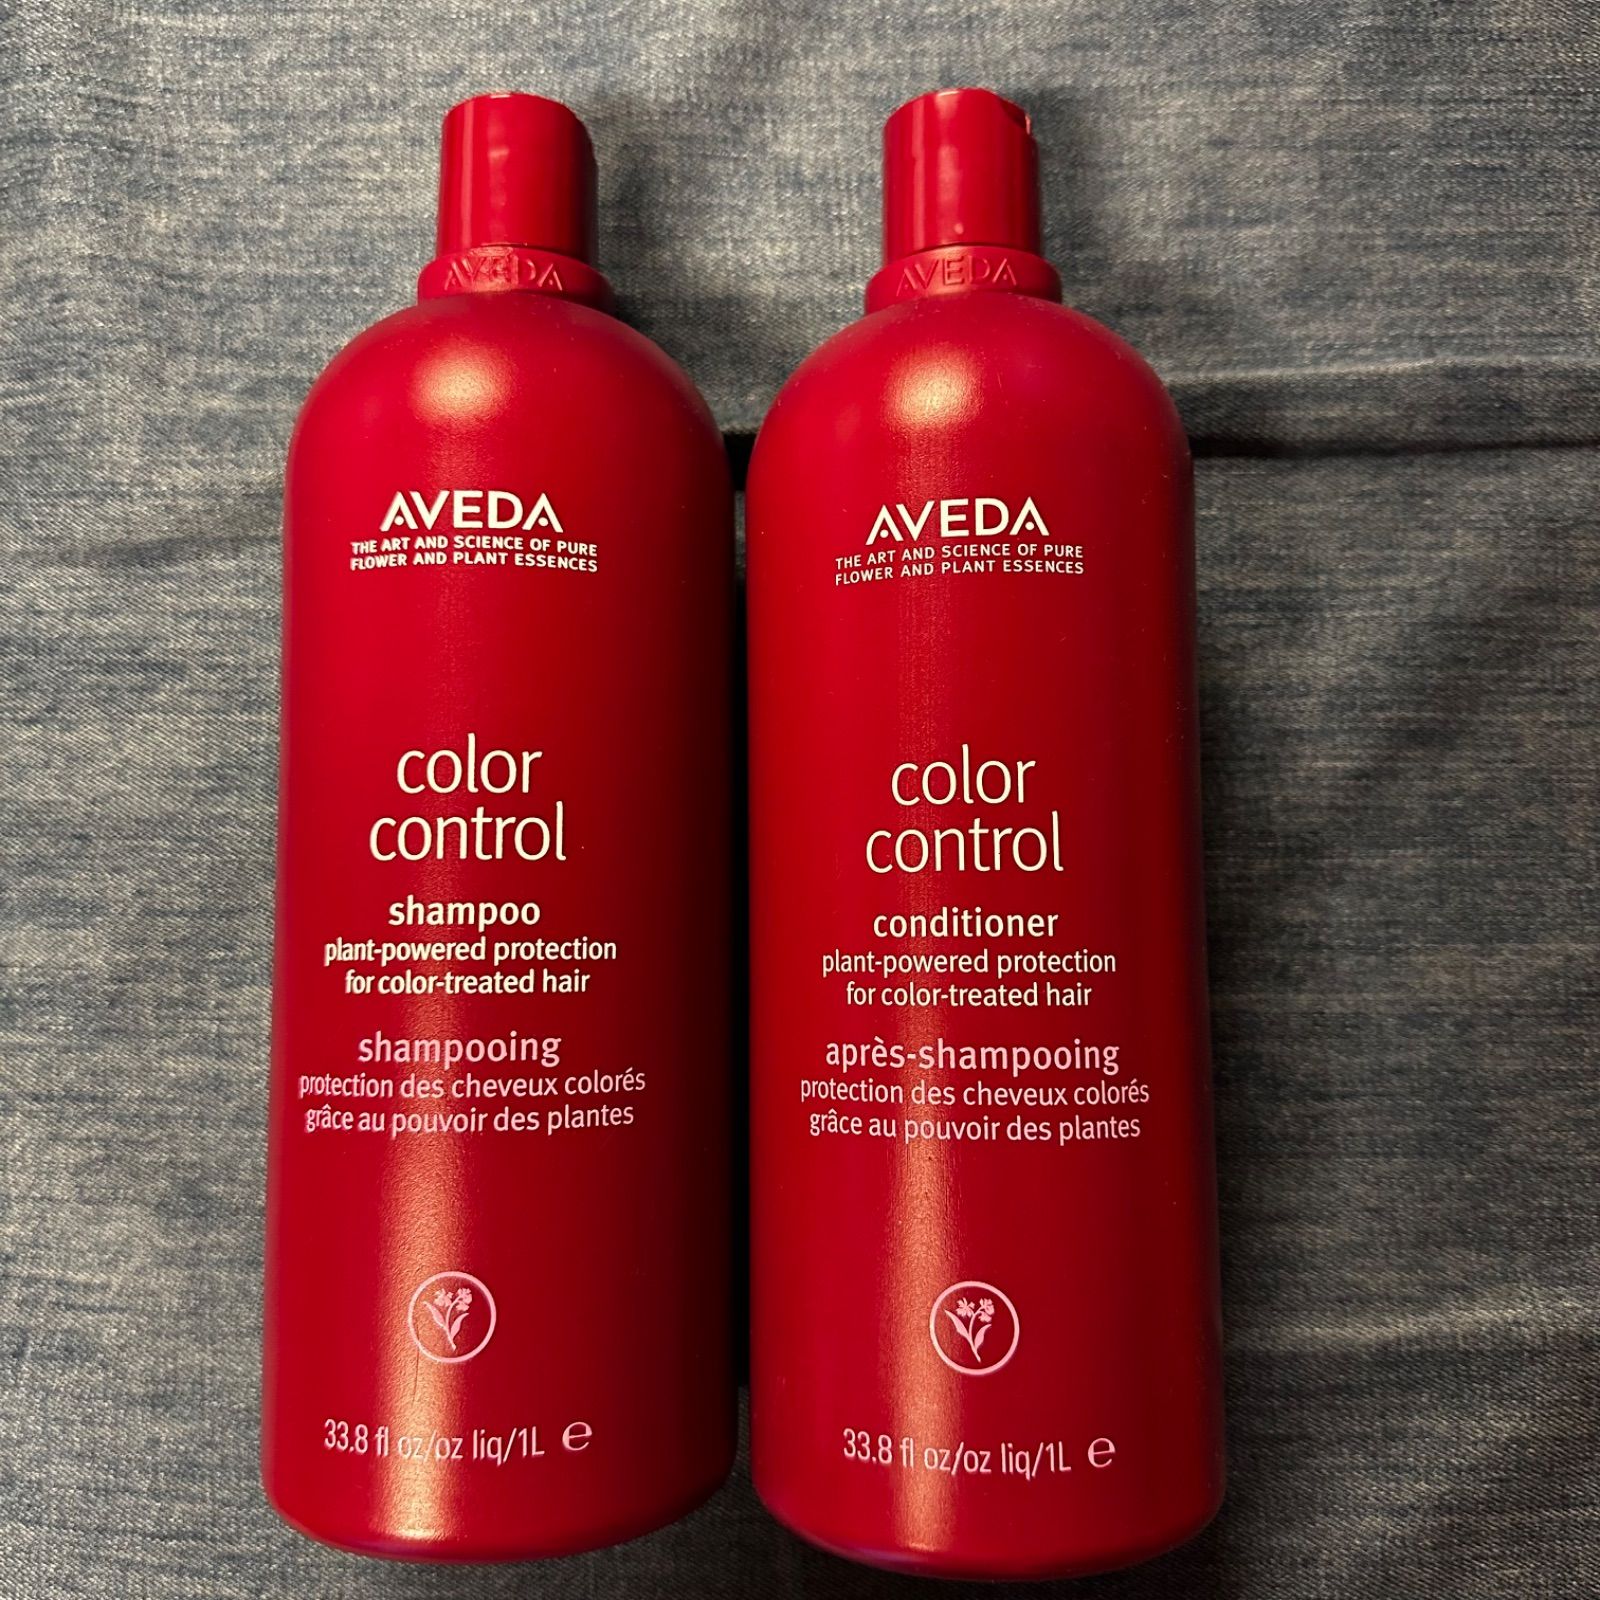 AVEDA
AVEDA
THE ART AND SCIENCE OF PURE
FLOWER AND PLANT ESSENCES
color
control
shampoo
plant-powered protection
for color-treated hair
shampooing
protection des cheveux colorés
grâce au pouvoir des plantes
33.8 fl oz/oz liq/1L ℮
AVEDA
AVEDA
THE ART AND SCIENCE OF PURE
FLOWER AND PLANT ESSENCES
color
control
conditioner
plant-powered protection
for color-treated hair
après-shampooing
protection des cheveux colorés
grâce au pouvoir des plantes
33.8 fl oz/oz liq/1L ℮